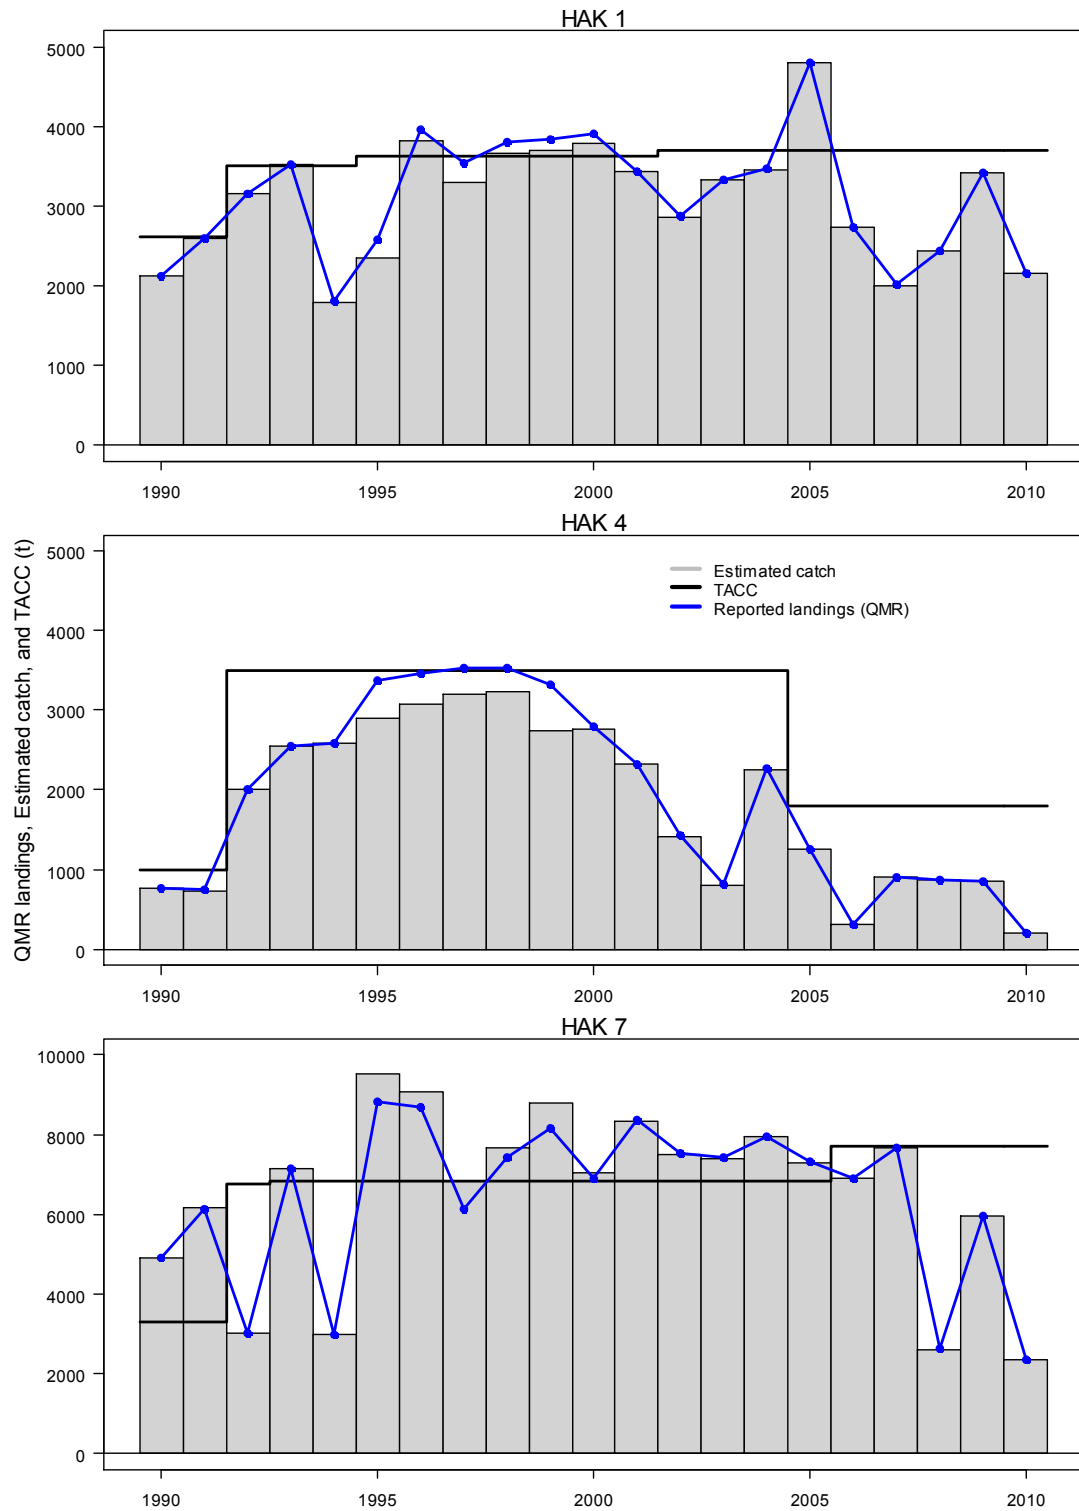 HAK 1
5000
4000
3000
2000
1000
0
1990 1995 2000 2005 2010
QMR landings, Estimated catch, and TACC (t)
HAK 4
5000
4000
3000
2000
1000
0
Estimated catch
TACC
Reported landings (QMR)
1990 1995 2000 2005 2010
HAK 7
10000
8000
6000
4000
2000
0
1990 1995 2000 2005 2010